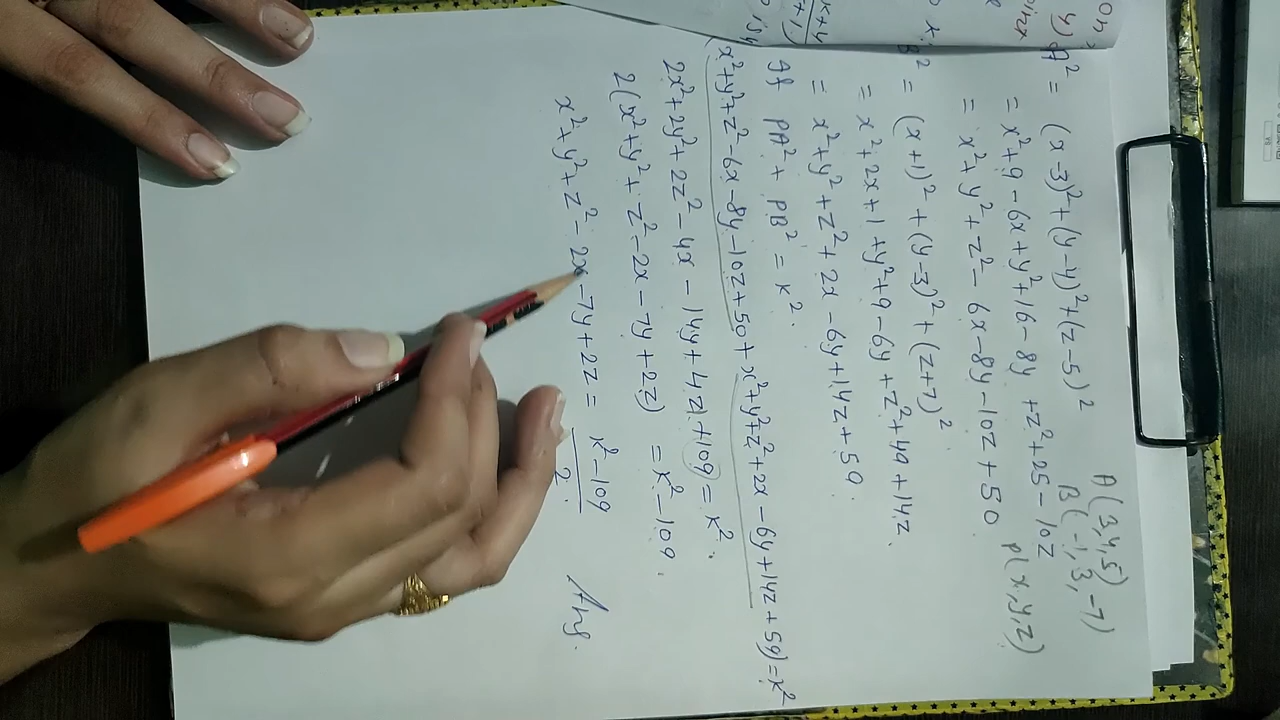 A(3,4,5)
B(-1,3,-7)
P(x,y,z)
A² = (x-3)²+(y-4)²+(z-5)²
= x²+9-6x+y²+16-8y+z²+25-10z
= x²+y²+z²-6x-8y-10z+50
B² = (x+1)²+(y-3)²+(z+7)²
= x²+2x+1+y²+9-6y+z²+49+14z
= x²+y²+z²+2x-6y+14z+59.
If PA²+PB² = K².
(x²+y²+z²-6x-8y-10z+50+x²+y²+z²+2x-6y+14z+59)=K²
2x²+2y²+2z²-4x-14y+4z+109=K².
2(x²+y²+z²-2x-7y+2z) = K²-109.
x²+y²+z²-2x-7y+2z = K²-109/2. Ans.